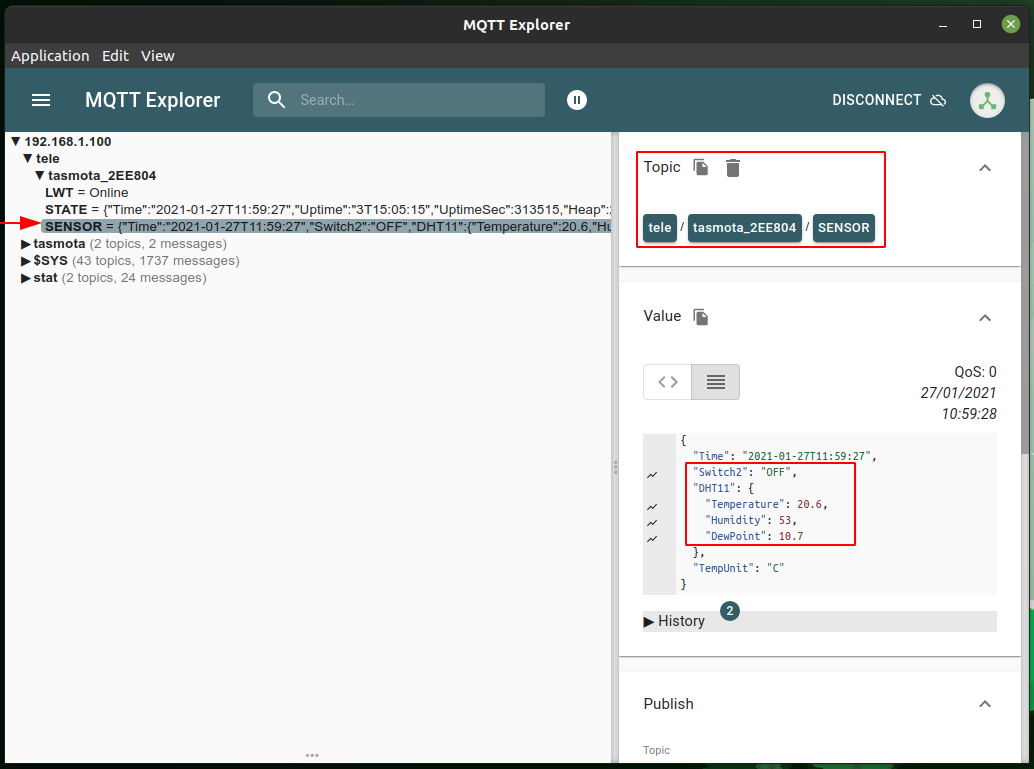 MQTT Explorer
Application Edit View
MQTT Explorer Search... DISCONNECT
▼ 192.168.1.100
▼ tele
▼ tasmota_2EE804
LWT = Online
STATE = {"Time":"2021-01-27T11:59:27","Uptime":"3T15:05:15","UptimeSec":313515,"Heap":
SENSOR = {"Time":"2021-01-27T11:59:27","Switch2":"OFF","DHT11":{"Temperature":20.6,"Hu
▶ tasmota (2 topics, 2 messages)
▶ $SYS (43 topics, 1737 messages)
▶ stat (2 topics, 24 messages)
Topic
tele / tasmota_2EE804 / SENSOR
Value
QoS: 0
27/01/2021
10:59:28
{
"Time": "2021-01-27T11:59:27",
"Switch2": "OFF",
"DHT11": {
"Temperature": 20.6,
"Humidity": 53,
"DewPoint": 10.7
},
"TempUnit": "C"
}
▶ History 2
Publish
Topic